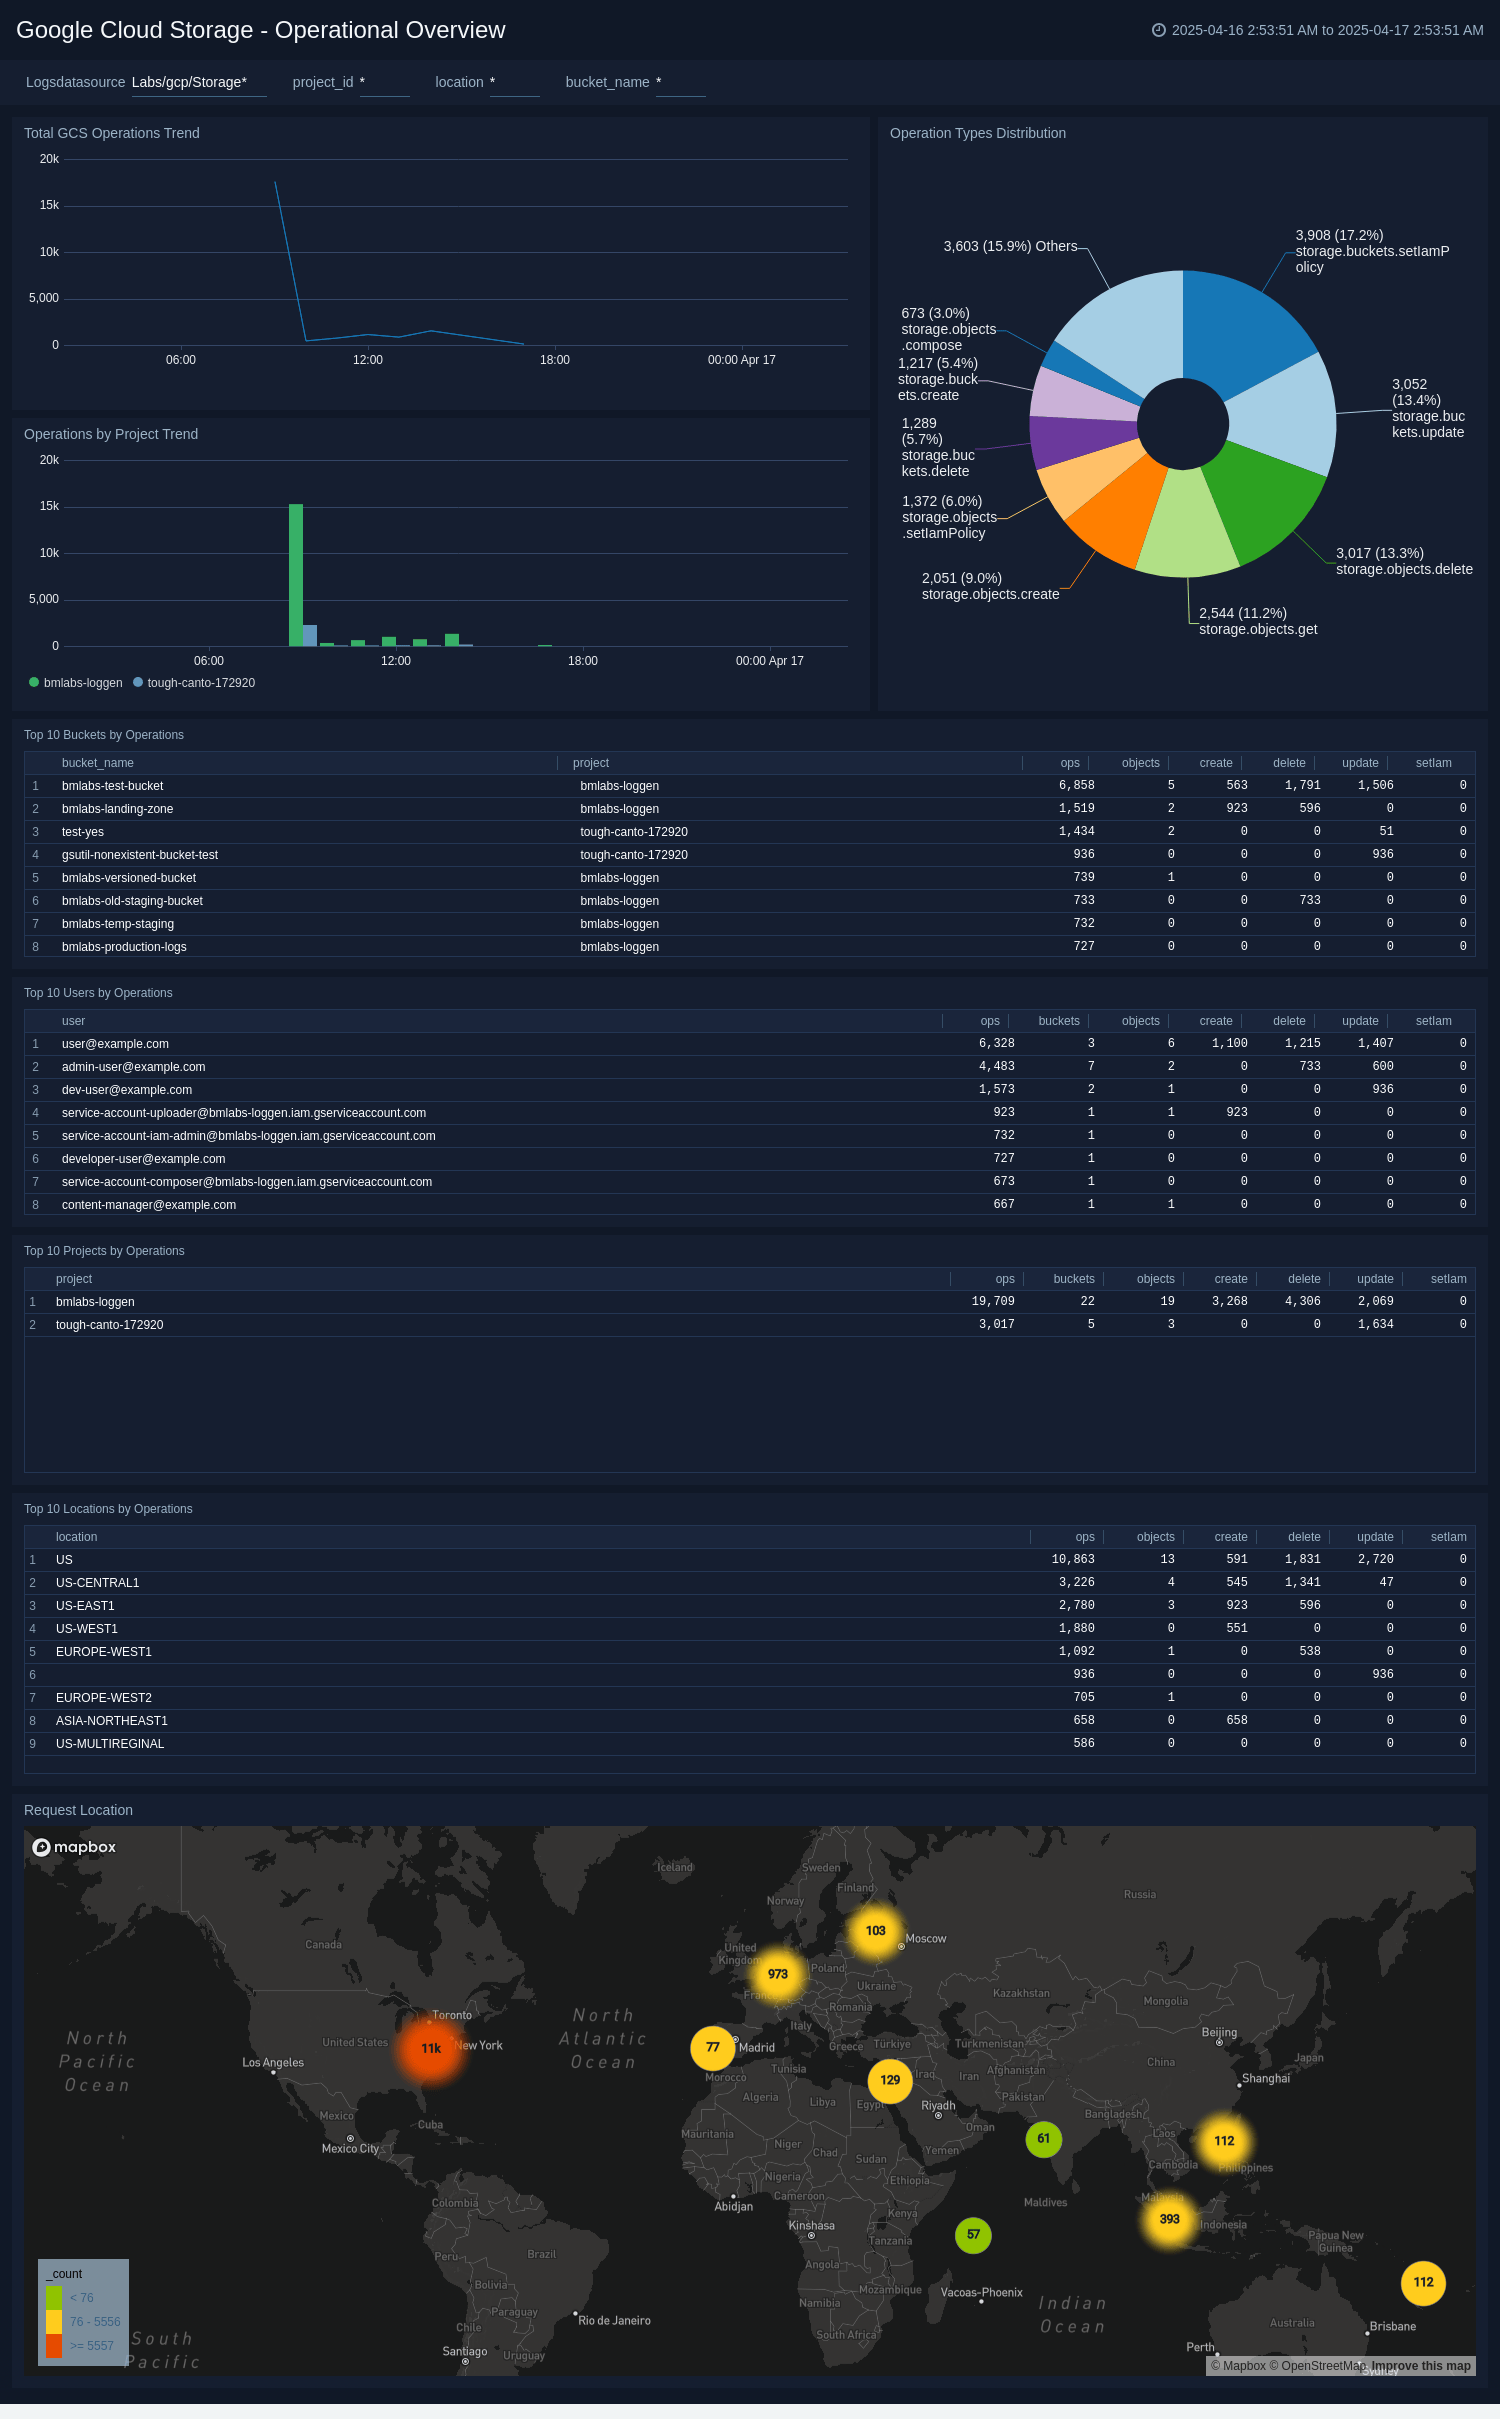 Google Cloud Storage - Operational Overview
2025-04-16 2:53:51 AM to 2025-04-17 2:53:51 AM
Logsdatasource Labs/gcp/Storage* project_id * location * bucket_name *
Total GCS Operations Trend
20k
15k
10k
5,000
0
06:00 12:00 18:00 00:00 Apr 17
Operations by Project Trend
20k
15k
10k
5,000
0
06:00 12:00 18:00 00:00 Apr 17
bmlabs-loggen tough-canto-172920
Operation Types Distribution
3,908 (17.2%)
storage.buckets.setIamP
olicy
3,052
(13.4%)
storage.buc
kets.update
3,017 (13.3%)
storage.objects.delete
2,544 (11.2%)
storage.objects.get
2,051 (9.0%)
storage.objects.create
1,372 (6.0%)
storage.objects
.setIamPolicy
1,289
(5.7%)
storage.buc
kets.delete
1,217 (5.4%)
storage.buck
ets.create
673 (3.0%)
storage.objects
.compose
3,603 (15.9%) Others
Top 10 Buckets by Operations
bucket_name project ops objects create delete update setIam
1 bmlabs-test-bucket bmlabs-loggen 6,858 5 563 1,791 1,506 0
2 bmlabs-landing-zone bmlabs-loggen 1,519 2 923 596 0 0
3 test-yes tough-canto-172920 1,434 2 0 0 51 0
4 gsutil-nonexistent-bucket-test tough-canto-172920 936 0 0 0 936 0
5 bmlabs-versioned-bucket bmlabs-loggen 739 1 0 0 0 0
6 bmlabs-old-staging-bucket bmlabs-loggen 733 0 0 733 0 0
7 bmlabs-temp-staging bmlabs-loggen 732 0 0 0 0 0
8 bmlabs-production-logs bmlabs-loggen 727 0 0 0 0 0
Top 10 Users by Operations
user ops buckets objects create delete update setIam
1 user@example.com 6,328 3 6 1,100 1,215 1,407 0
2 admin-user@example.com 4,483 7 2 0 733 600 0
3 dev-user@example.com 1,573 2 1 0 0 936 0
4 service-account-uploader@bmlabs-loggen.iam.gserviceaccount.com 923 1 1 923 0 0 0
5 service-account-iam-admin@bmlabs-loggen.iam.gserviceaccount.com 732 1 0 0 0 0 0
6 developer-user@example.com 727 1 0 0 0 0 0
7 service-account-composer@bmlabs-loggen.iam.gserviceaccount.com 673 1 0 0 0 0 0
8 content-manager@example.com 667 1 1 0 0 0 0
Top 10 Projects by Operations
project ops buckets objects create delete update setIam
1 bmlabs-loggen 19,709 22 19 3,268 4,306 2,069 0
2 tough-canto-172920 3,017 5 3 0 0 1,634 0
Top 10 Locations by Operations
location ops objects create delete update setIam
1 US 10,863 13 591 1,831 2,720 0
2 US-CENTRAL1 3,226 4 545 1,341 47 0
3 US-EAST1 2,780 3 923 596 0 0
4 US-WEST1 1,880 0 551 0 0 0
5 EUROPE-WEST1 1,092 1 0 538 0 0
6 936 0 0 0 936 0
7 EUROPE-WEST2 705 1 0 0 0 0
8 ASIA-NORTHEAST1 658 0 658 0 0 0
9 US-MULTIREGINAL 586 0 0 0 0 0
Request Location
mapbox
Iceland
Sweden
Finland
Norway
Russia
103
Moscow
Canada
United
Kingdom
973
Poland
Ukraine
France
Romania
Kazakhstan
Mongolia
Toronto
11k
New York
United States
Los Angeles
North
Pacific
Ocean
North
Atlantic
Ocean
77
Madrid
Italy
Greece
Türkiye
Türkmenistan
Beijing
China
Japan
Shanghai
Morocco
Tunisia
129
Iraq
Iran
Afghanistan
Pakistan
Algeria
Libya
Egypt
Riyadh
Bangladesh
Mexico
Cuba
Mexico City
Mauritania
Niger
Chad
Sudan
Oman
Yemen
61
Laos
112
Cambodia
Philippines
Nigeria
Ethiopia
Cameroon
Abidjan
Colombia
Kenya
Maldives
Malaysia
393
Indonesia
Kinshasa
Tanzania
57
Papua New
Guinea
Peru
Brazil
Angola
Bolivia
Mozambique
Vacoas-Phoenix
Namibia
Indian
Ocean
112
Paraguay
Rio de Janeiro
Chile
South Africa
Australia
Brisbane
Santiago
Uruguay
Perth
Sydney
South
Pacific
_count
< 76
76 - 5556
>= 5557
© Mapbox © OpenStreetMap Improve this map